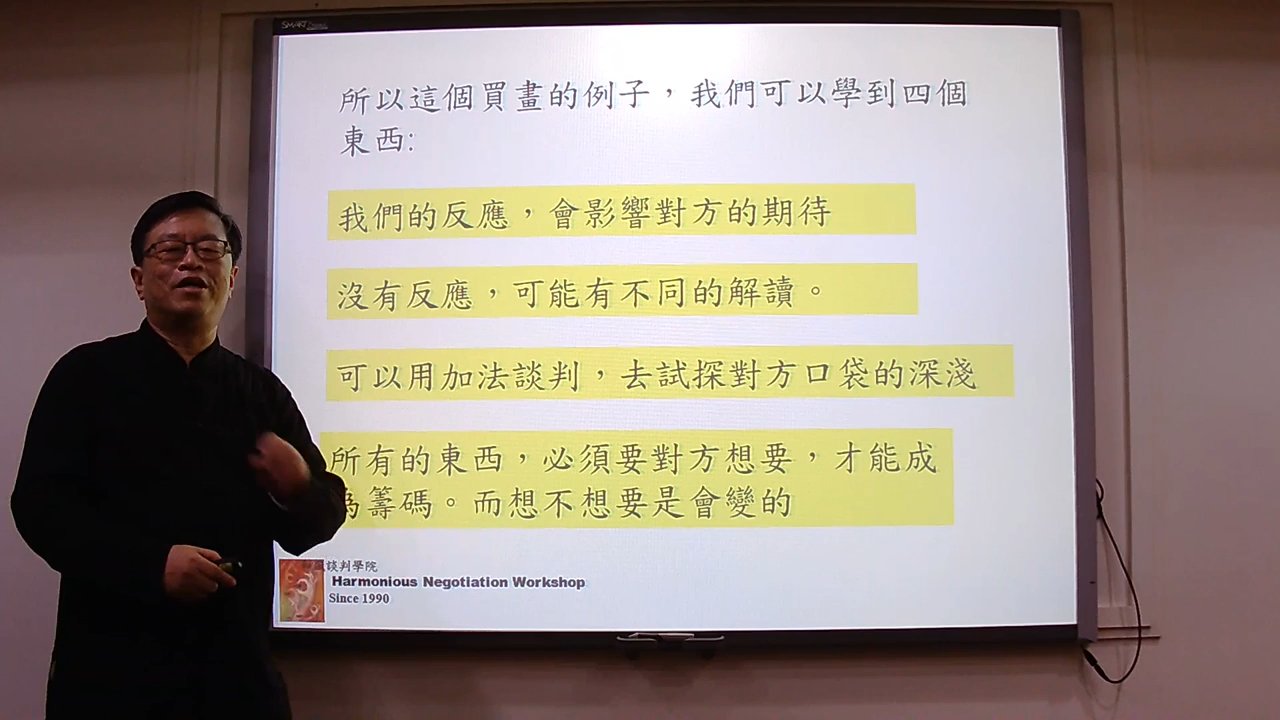 SMART
所以這個買畫的例子，我們可以學到四個
東西:
我們的反應，會影響對方的期待
沒有反應，可能有不同的解讀。
可以用加法談判，去試探對方口袋的深淺
所有的東西，必須要對方想要，才能成
為籌碼。而想不想要是會變的
談判學院
Harmonious Negotiation Workshop
Since 1990